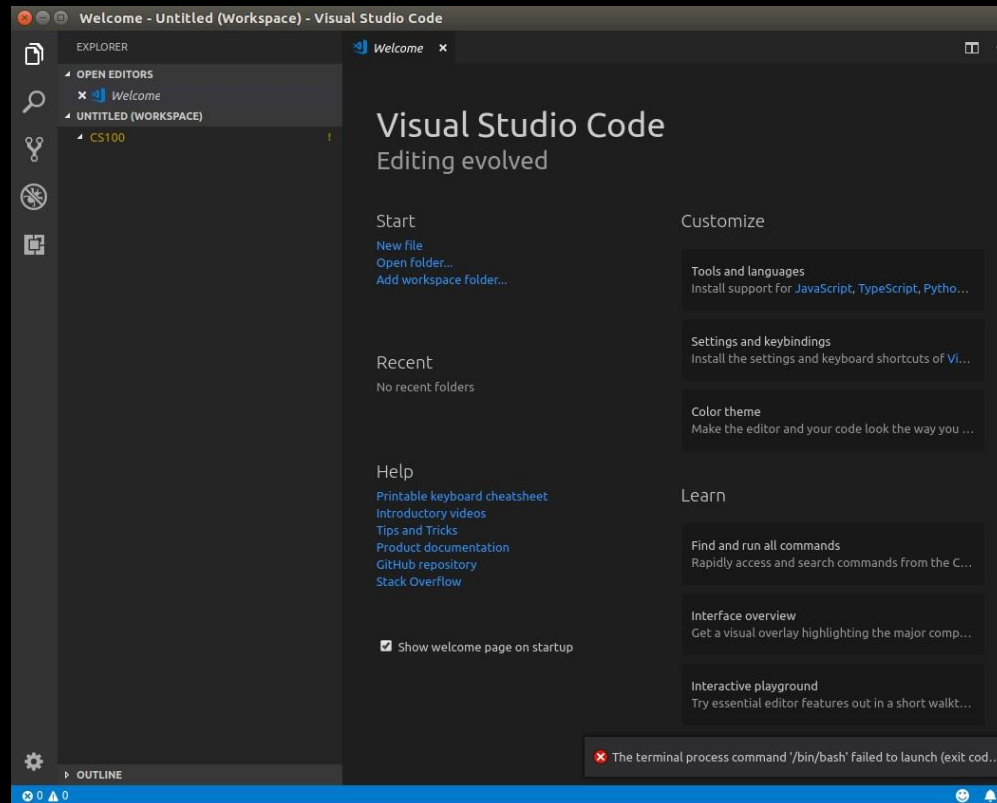 Welcome - Untitled (Workspace) - Visual Studio Code
EXPLORER
OPEN EDITORS
Welcome
UNTITLED (WORKSPACE)
CS100
!
OUTLINE
Welcome
Visual Studio Code
Editing evolved
Start
New file
Open folder...
Add workspace folder...
Recent
No recent folders
Help
Printable keyboard cheatsheet
Introductory videos
Tips and Tricks
Product documentation
GitHub repository
Stack Overflow
Show welcome page on startup
Customize
Tools and languages
Install support for JavaScript, TypeScript, Pytho...
Settings and keybindings
Install the settings and keyboard shortcuts of Vi...
Color theme
Make the editor and your code look the way you ...
Learn
Find and run all commands
Rapidly access and search commands from the C...
Interface overview
Get a visual overlay highlighting the major comp...
Interactive playground
Try essential editor features out in a short walkt...
The terminal process command '/bin/bash' failed to launch (exit cod...
0 0